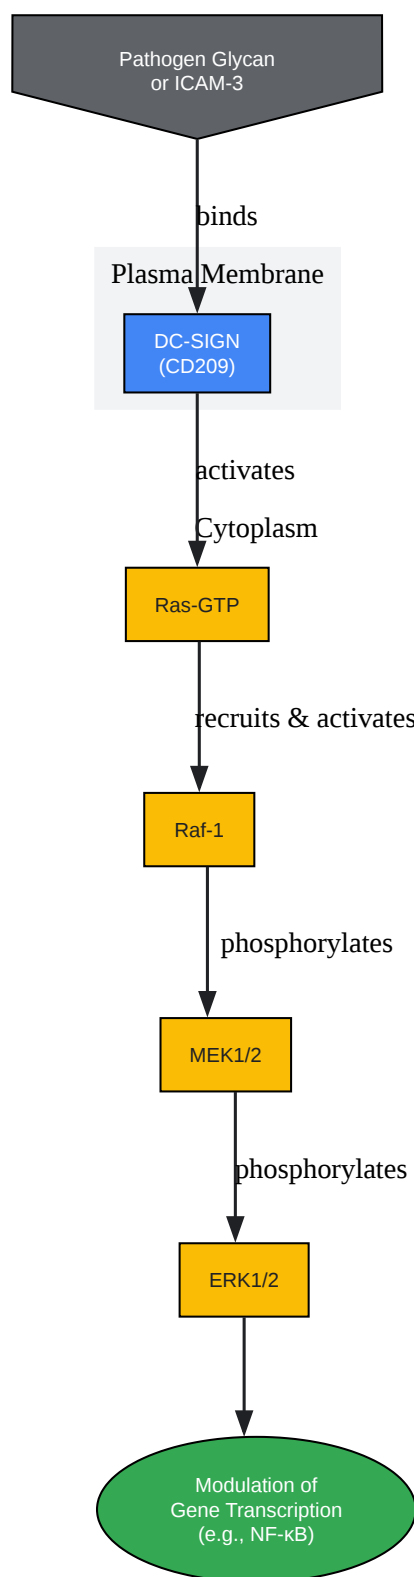 Pathogen Glycan
or ICAM-3
binds
Plasma Membrane
DC-SIGN
(CD209)
activates
Cytoplasm
Ras-GTP
recruits & activates
Raf-1
phosphorylates
MEK1/2
phosphorylates
ERK1/2
Modulation of
Gene Transcription
(e.g., NF-κB)